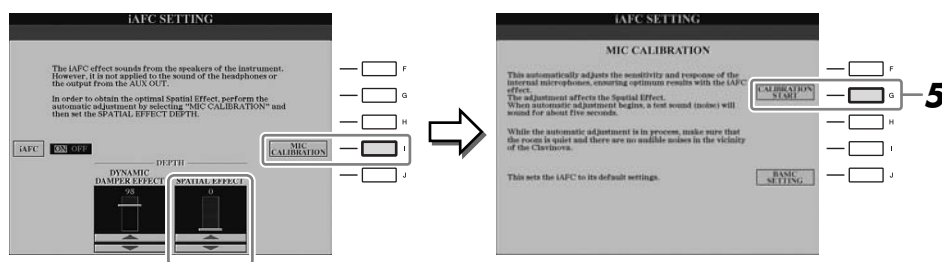 iAFC SETTING
The iAFC effect sounds from the speakers of the instrument.
However, it is not applied to the sound of the headphones or
the output from the AUX OUT.
In order to obtain the optimal Spatial Effect, perform the
automatic adjustment by selecting "MIC CALIBRATION" and
then set the SPATIAL EFFECT DEPTH.
iAFC
ON OFF
DEPTH
DYNAMIC
DAMPER EFFECT
98
SPATIAL EFFECT
0
MIC
CALIBRATION
F
G
H
I
J
iAFC SETTING
MIC CALIBRATION
This automatically adjusts the sensitivity and response of the
internal microphones, ensuring optimum results with the iAFC
effect.
The adjustment affects the Spatial Effect.
When automatic adjustment begins, a test sound (noise) will
sound for about five seconds.
While the automatic adjustment is in process, make sure that
the room is quiet and there are no audible noises in the vicinity
of the Clavinova.
This sets the iAFC to its default settings.
CALIBRATION
START
BASIC
SETTING
F
G
H
I
J
5